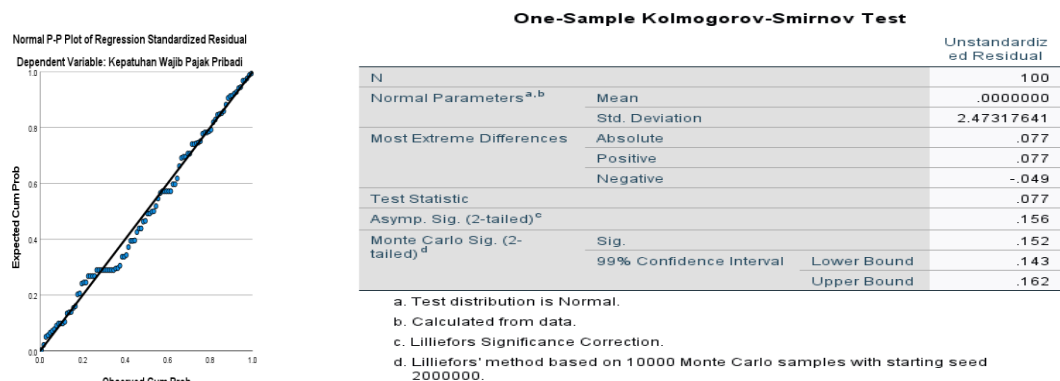 Normal P-P Plot of Regression Standardized Residual
Dependent Variable: Kepatuhan Wajib Pajak Pribadi
1.0
0.8
0.6
0.4
0.2
0.0
0.0 0.2 0.4 0.6 0.8 1.0
Expected Cum Prob
Observed Cum Prob
One-Sample Kolmogorov-Smirnov Test
Unstandardiz
ed Residual
N 100
Normal Parameters a,b Mean .0000000
Std. Deviation 2.47317641
Most Extreme Differences Absolute .077
Positive .077
Negative -.049
Test Statistic .077
Asymp. Sig. (2-tailed) c .156
Monte Carlo Sig. (2-
tailed) d Sig. .152
99% Confidence Interval Lower Bound .143
Upper Bound .162
a. Test distribution is Normal.
b. Calculated from data.
c. Lilliefors Significance Correction.
d. Lilliefors' method based on 10000 Monte Carlo samples with starting seed
2000000.